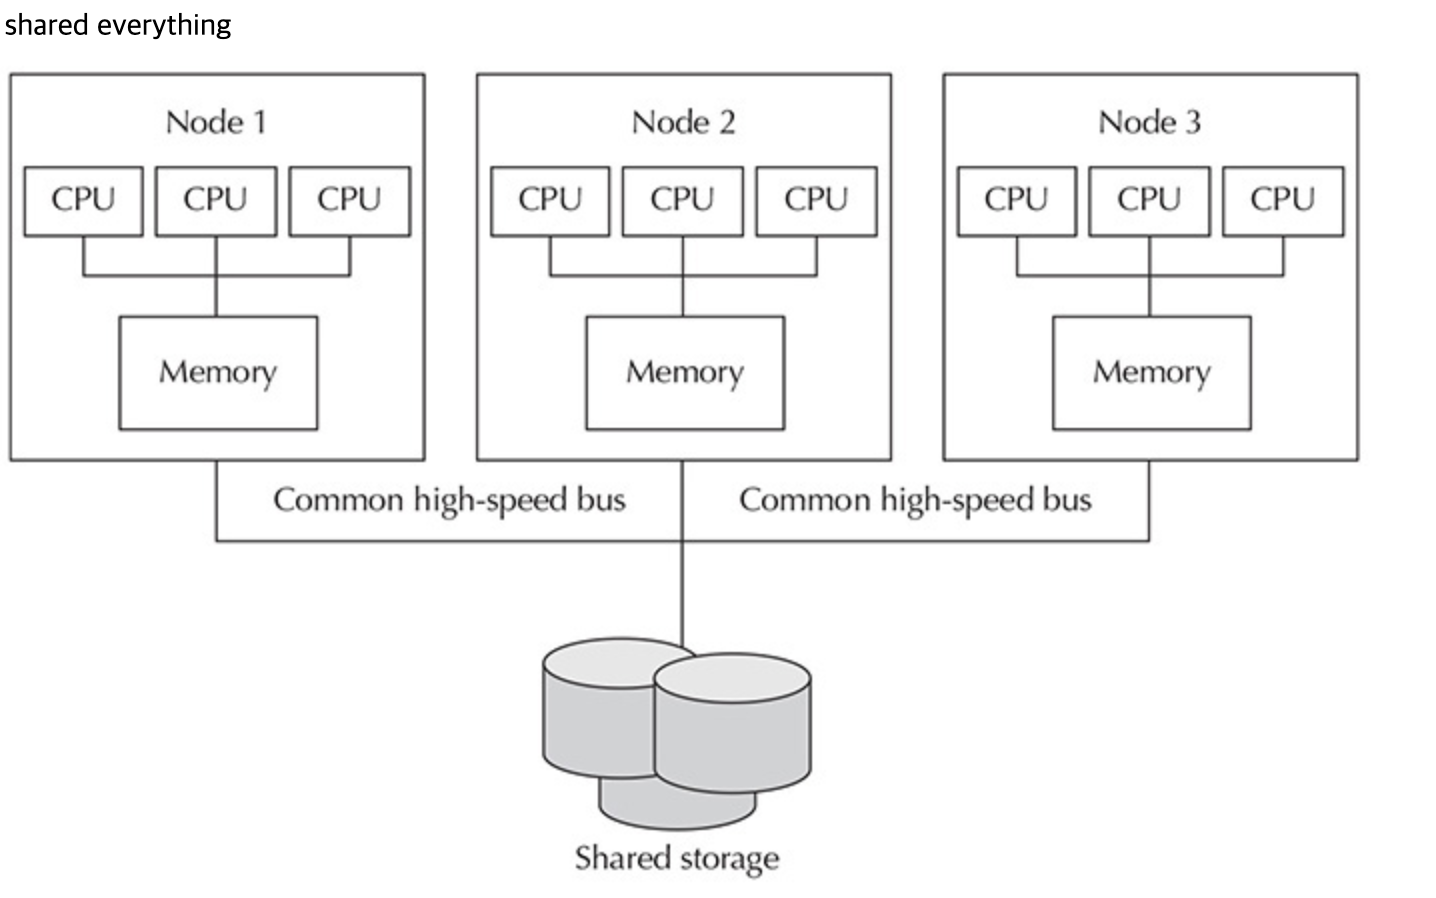 shared everything
Node 1
Node 2
Node 3
CPU CPU CPU
CPU CPU CPU
CPU CPU CPU
Memory
Memory
Memory
Common high-speed bus
Common high-speed bus
Shared storage